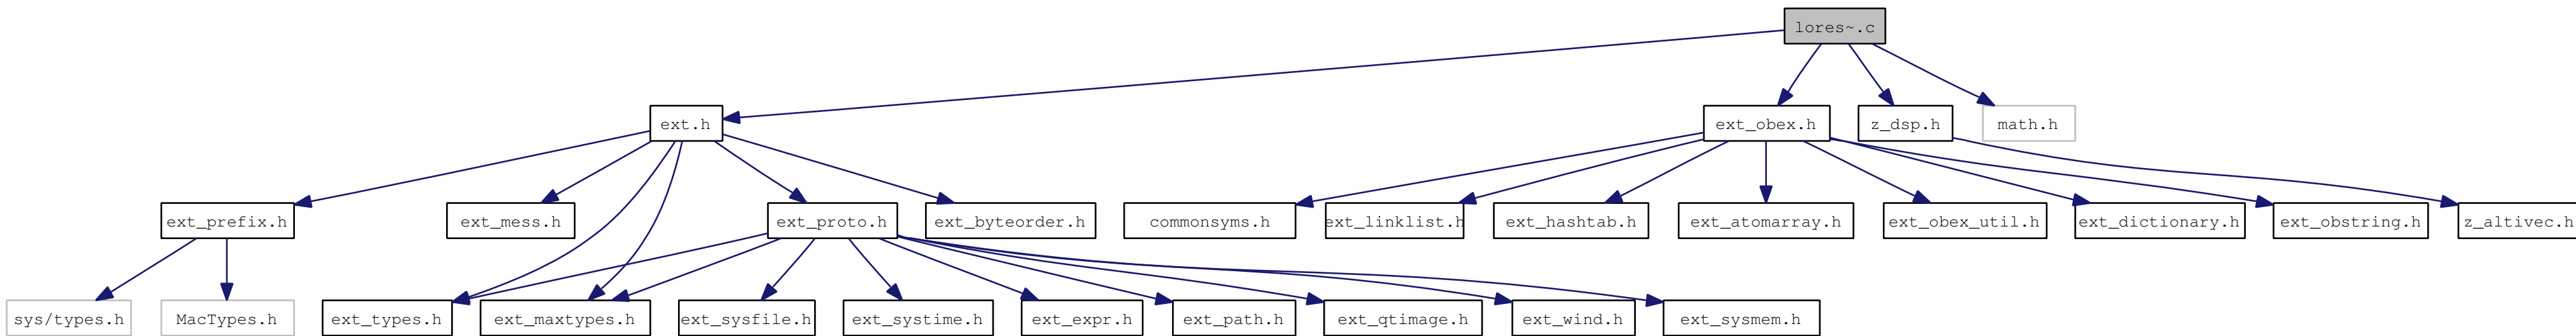 lores~.c
ext.h
ext_obex.h
z_dsp.h
math.h
ext_prefix.h
ext_mess.h
ext_proto.h
ext_byteorder.h
commonsyms.h
ext_linklist.h
ext_hashtab.h
ext_atomarray.h
ext_obex_util.h
ext_dictionary.h
ext_obstring.h
z_altivec.h
sys/types.h
MacTypes.h
ext_types.h
ext_maxtypes.h
ext_sysfile.h
ext_systime.h
ext_expr.h
ext_path.h
ext_qtimage.h
ext_wind.h
ext_sysmem.h